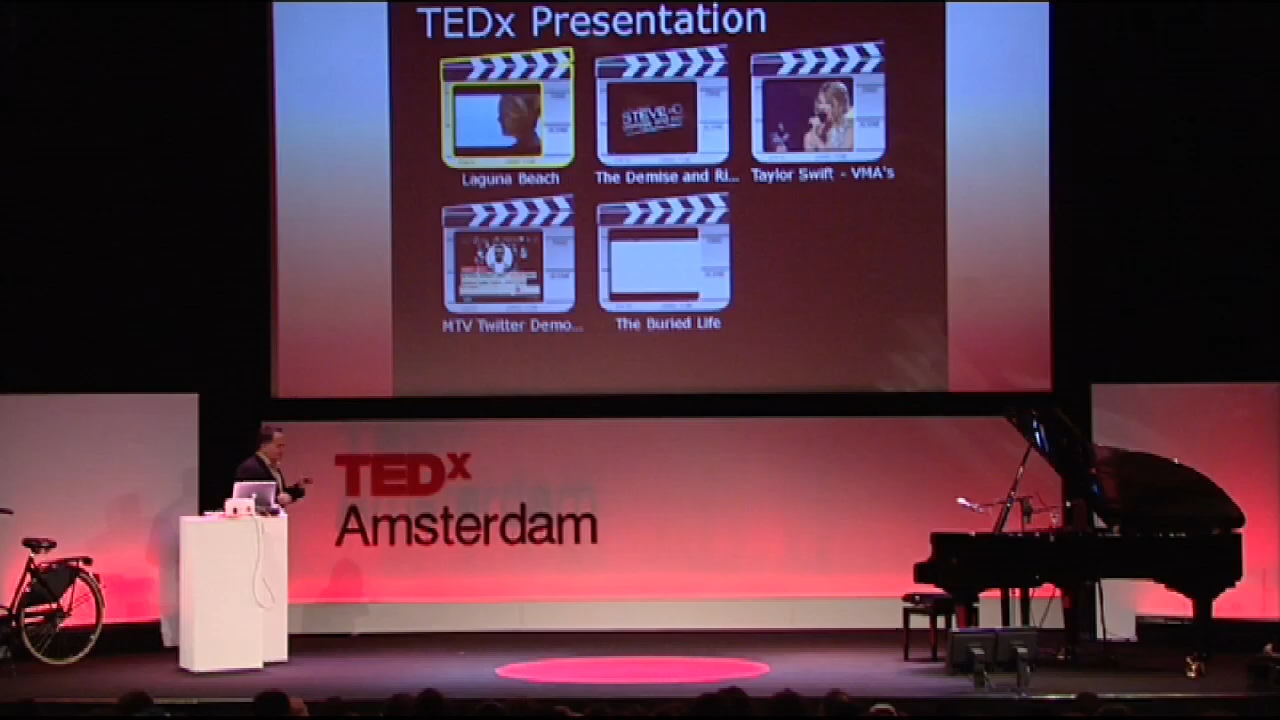 TEDx Presentation
STEVE-O
Laguna Beach
The Demise and Ri...
Taylor Swift - VMA's
MTV Twitter Demo...
The Buried Life
TEDx
Amsterdam